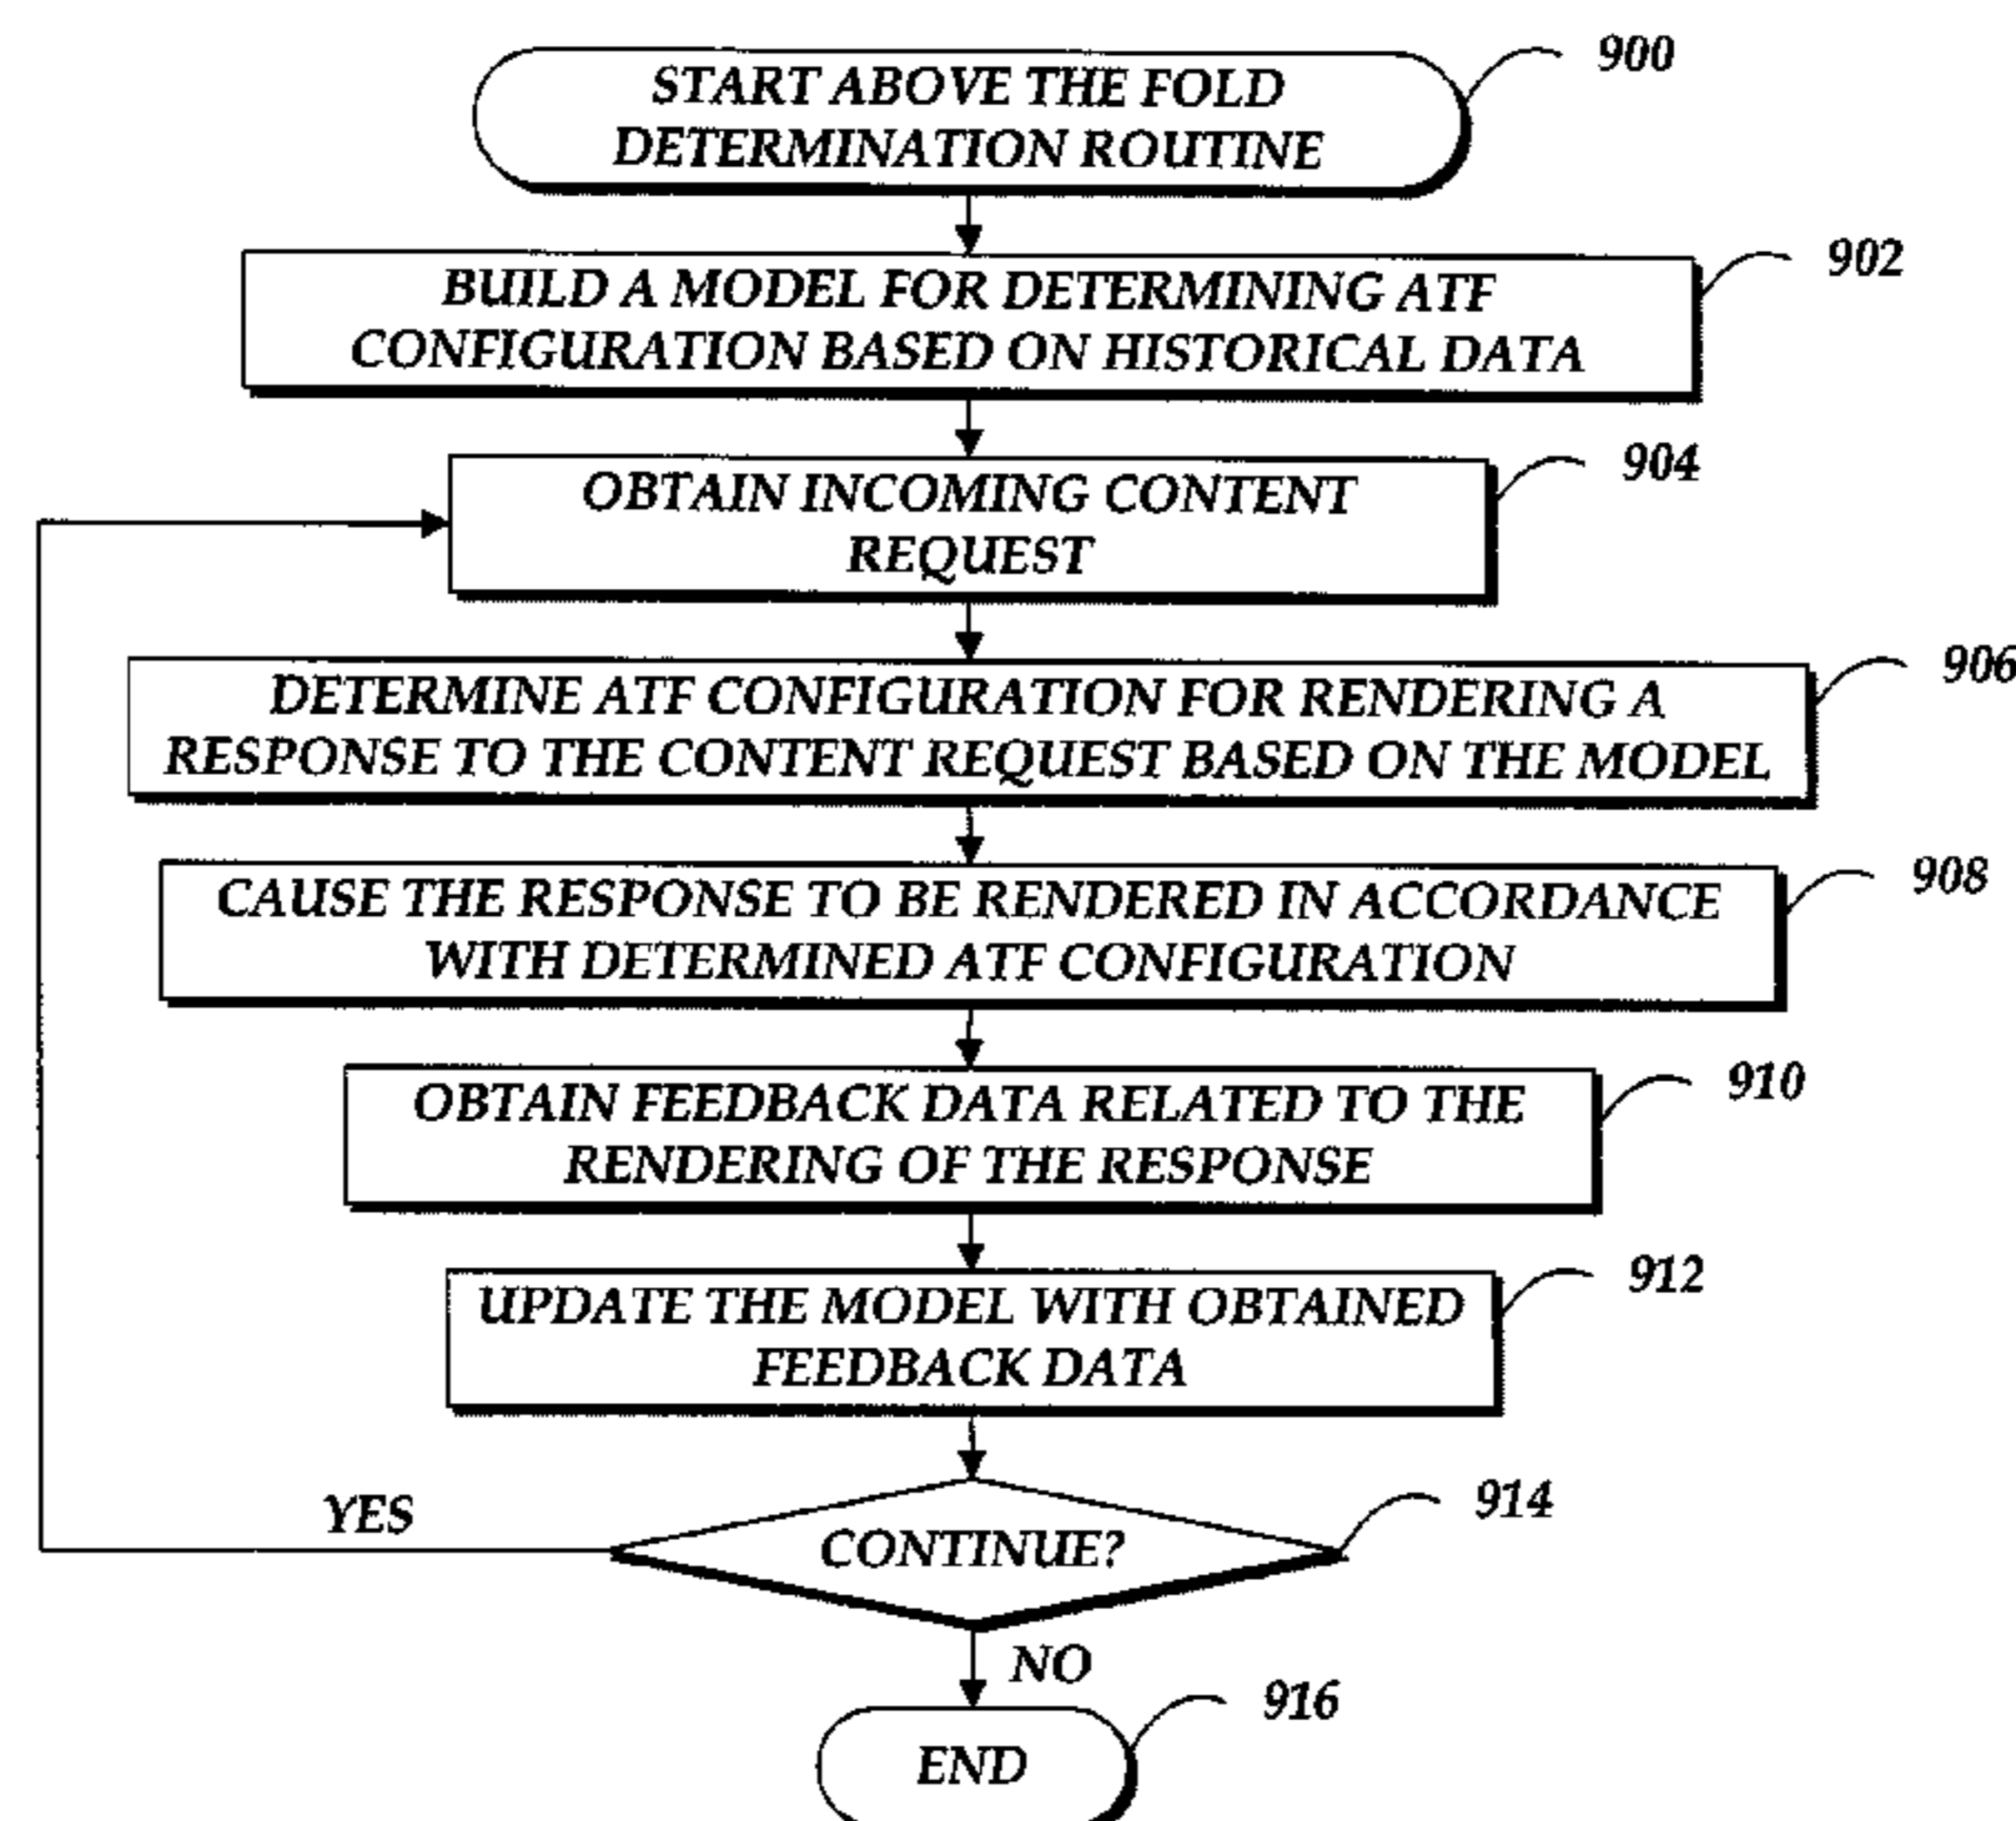 START ABOVE THE FOLD
DETERMINATION ROUTINE
900
BUILD A MODEL FOR DETERMINING ATF
CONFIGURATION BASED ON HISTORICAL DATA
902
OBTAIN INCOMING CONTENT
REQUEST
904
DETERMINE ATF CONFIGURATION FOR RENDERING A
RESPONSE TO THE CONTENT REQUEST BASED ON THE MODEL
906
CAUSE THE RESPONSE TO BE RENDERED IN ACCORDANCE
WITH DETERMINED ATF CONFIGURATION
908
OBTAIN FEEDBACK DATA RELATED TO THE
RENDERING OF THE RESPONSE
910
UPDATE THE MODEL WITH OBTAINED
FEEDBACK DATA
912
YES
CONTINUE?
914
NO
END
916